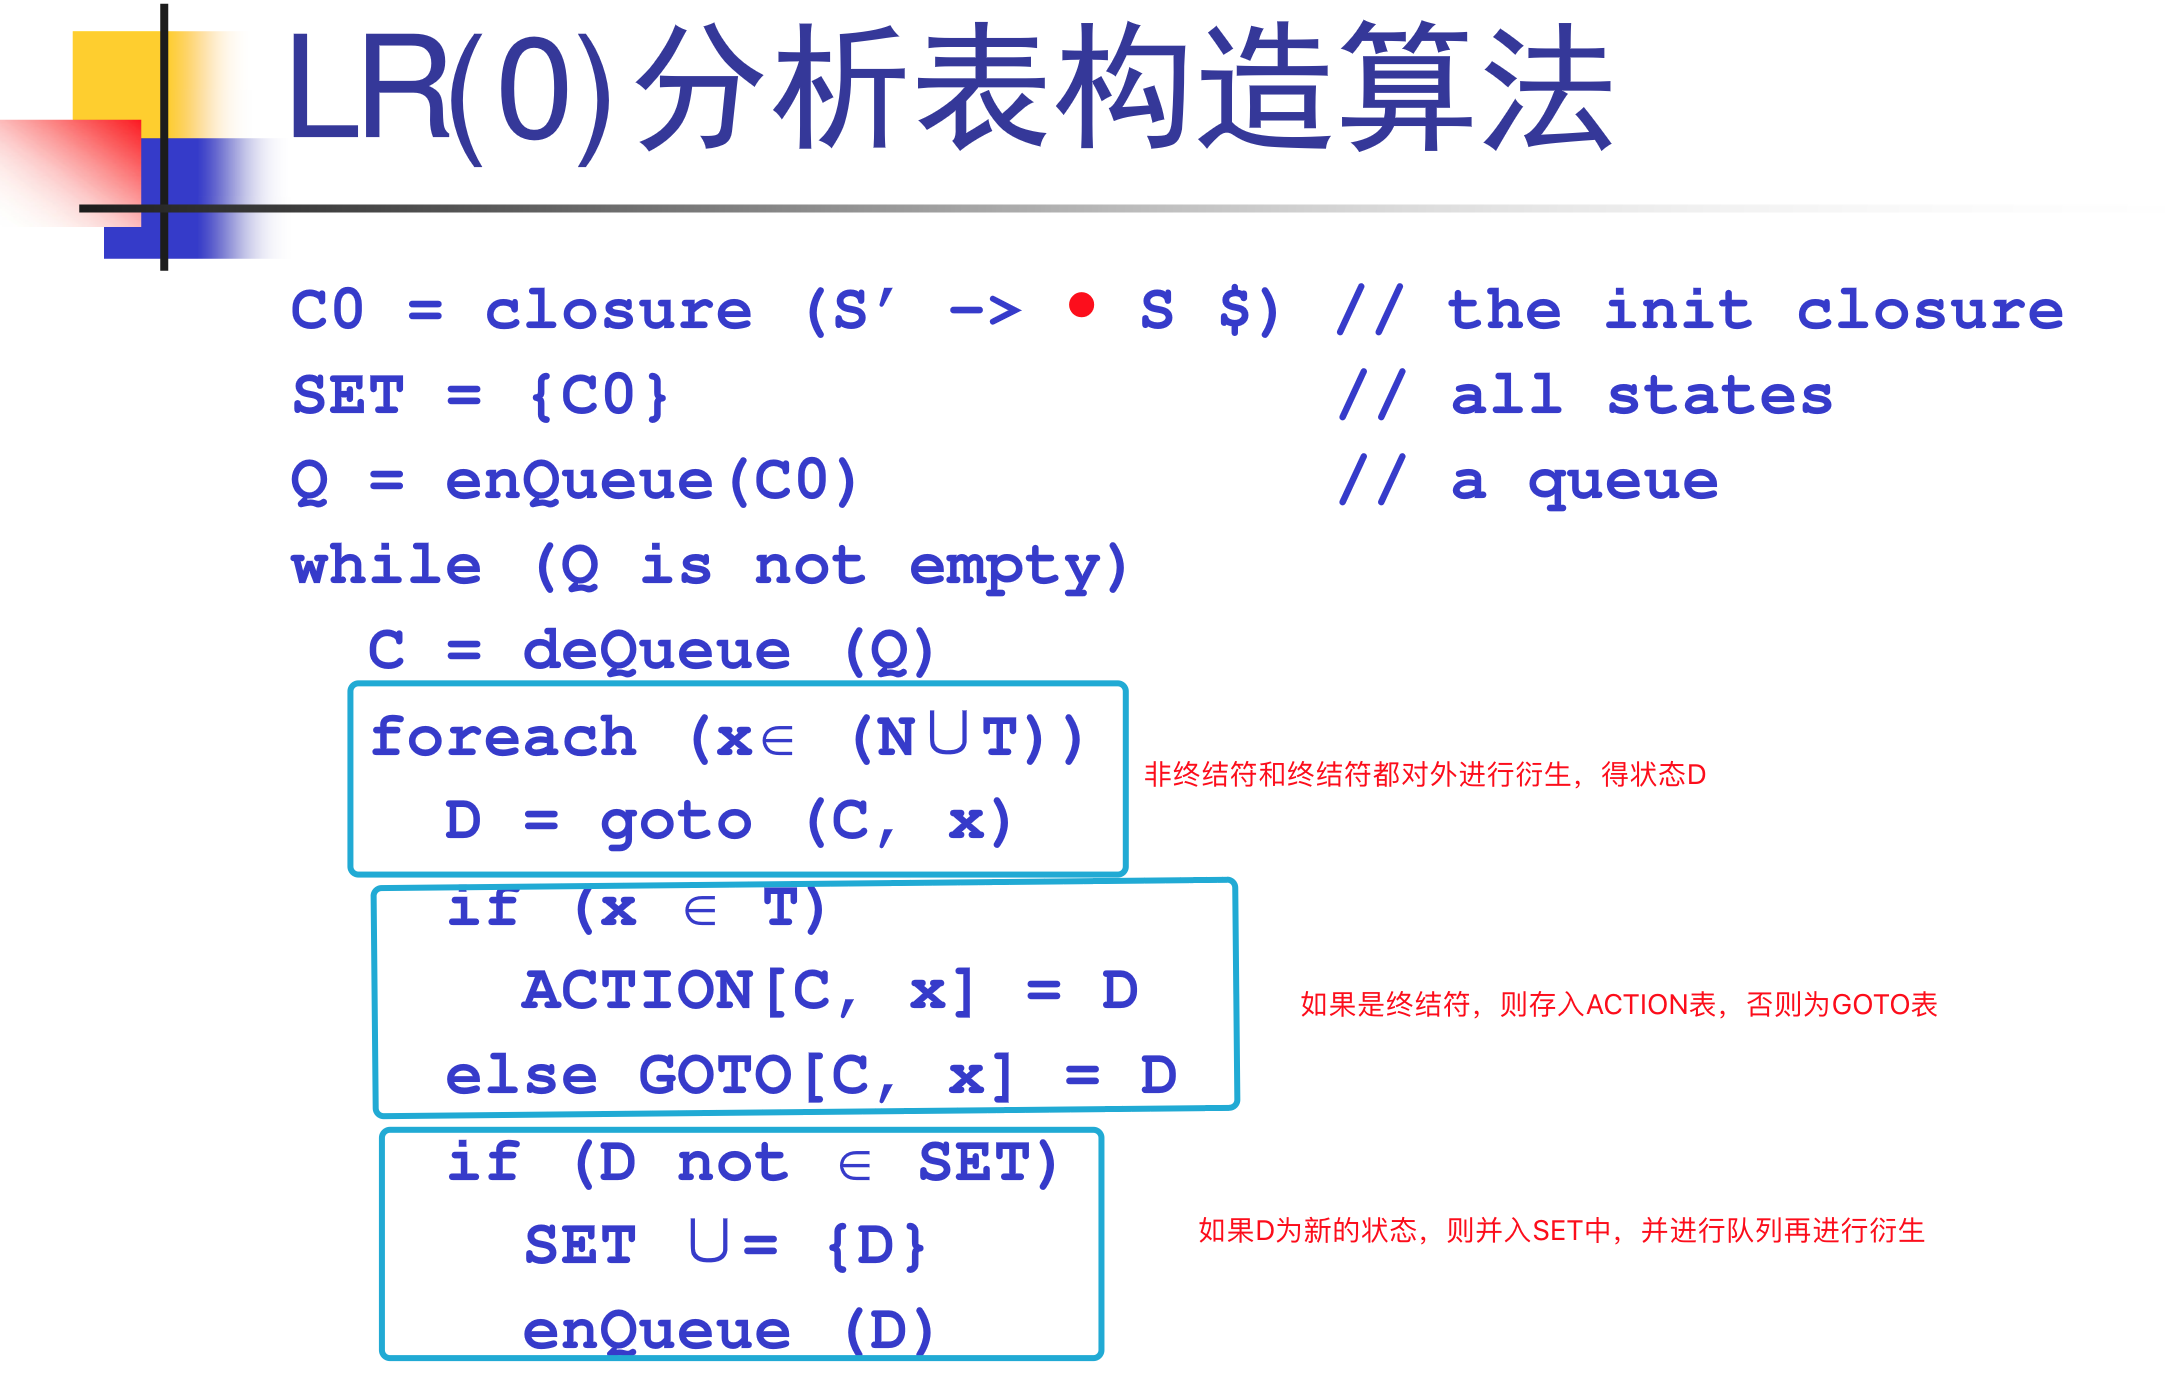 LR(0)分析表构造算法
C0 = closure (S’ -> • S $) // the init closure
SET = {C0} // all states
Q = enQueue(C0) // a queue
while (Q is not empty)
C = deQueue (Q)
foreach (x∈ (N∪T))
非终结符和终结符都对外进行衍生，得状态D
D = goto (C, x)
if (x ∈ T)
ACTION[C, x] = D
如果是终结符，则存入ACTION表，否则为GOTO表
else GOTO[C, x] = D
if (D not ∈ SET)
如果D为新的状态，则并入SET中，并进行队列再进行衍生
SET ∪= {D}
enQueue (D)